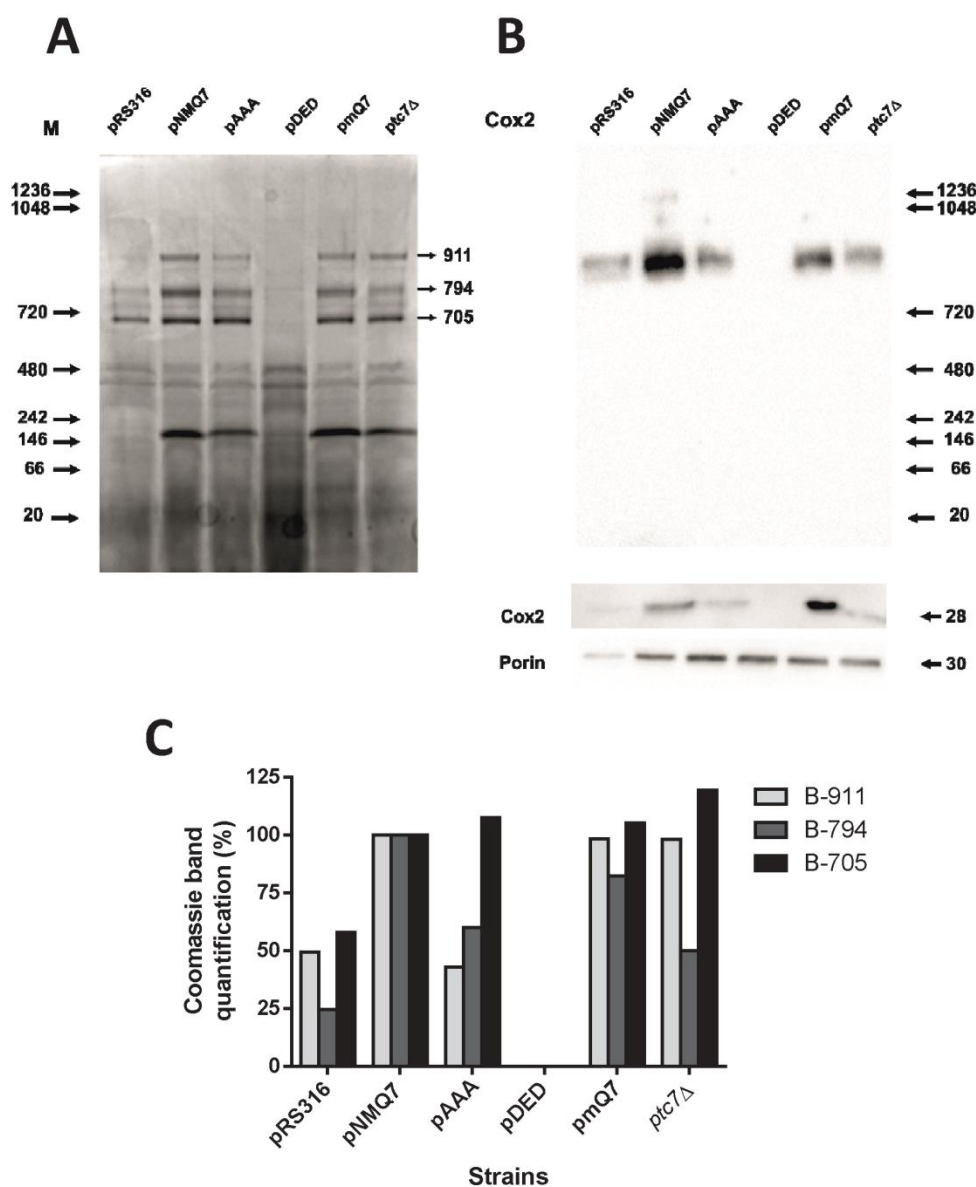 A
M
pRS316 pNMQ7 pAAA pDED pmQ7 ptc7Δ
1236
1048
720
480
242
146
66
20
911
794
705
B
Cox2
pRS316 pNMQ7 pAAA pDED pmQ7 ptc7Δ
1236
1048
720
480
242
146
66
20
Cox2
28
Porin
30
C
Coomassie band
quantification (%)
125
100
75
50
25
0
pRS316 pNMQ7 pAAA pDED pmQ7 ptc7Δ
Strains
B-911
B-794
B-705